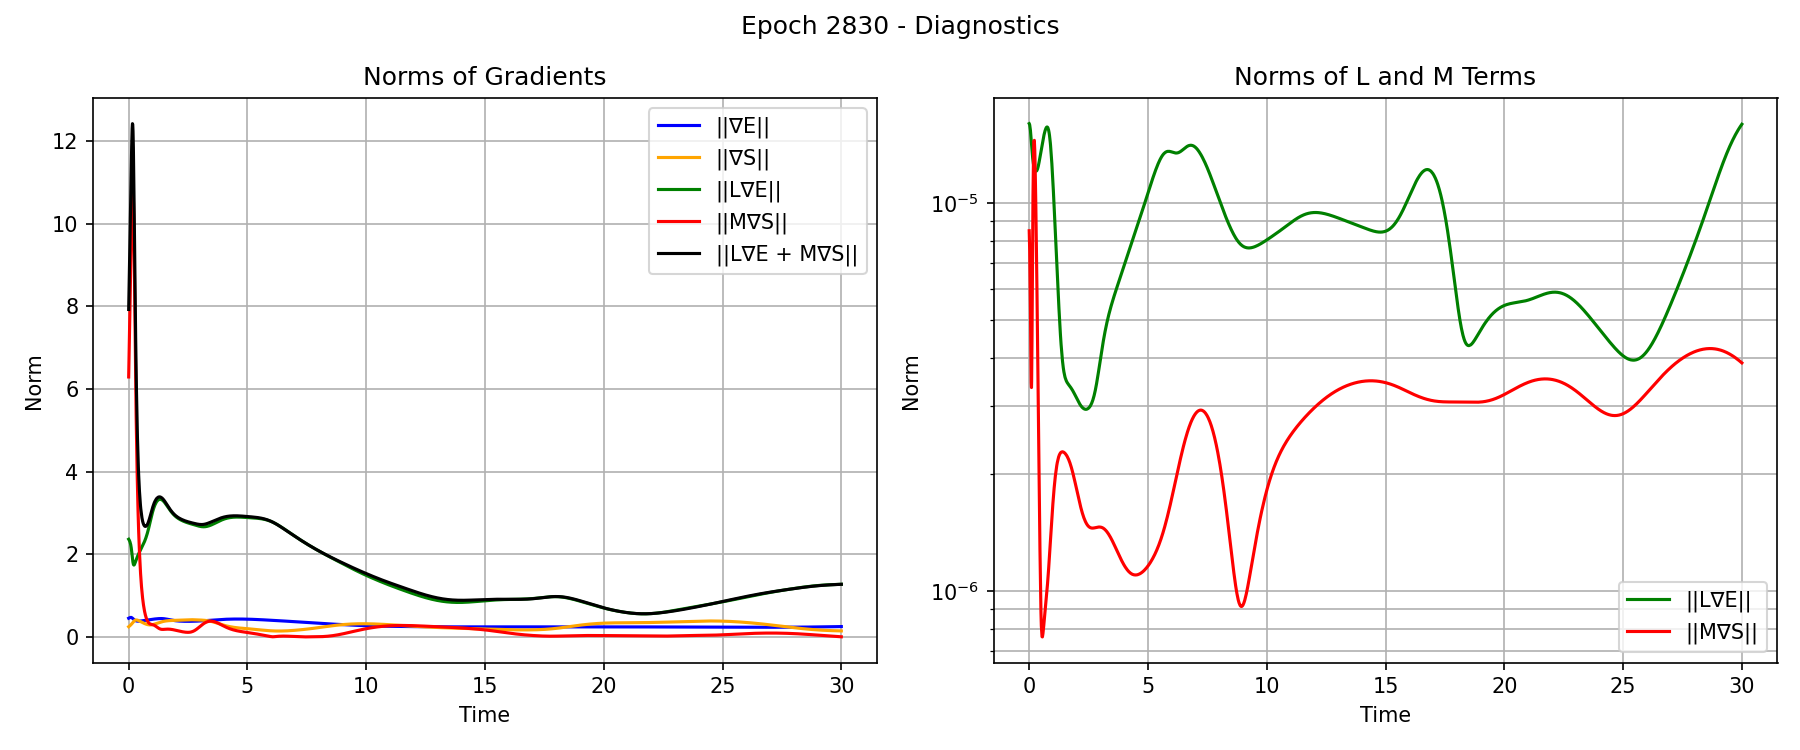 Epoch 2830 - Diagnostics
Norms of Gradients
Norm
12
10
8
6
4
2
0
0 5 10 15 20 25 30
Time
||∇E||
||∇S||
||L∇E||
||M∇S||
||L∇E + M∇S||
Norms of L and M Terms
Norm
10⁻⁵
10⁻⁶
0 5 10 15 20 25 30
Time
||L∇E||
||M∇S||